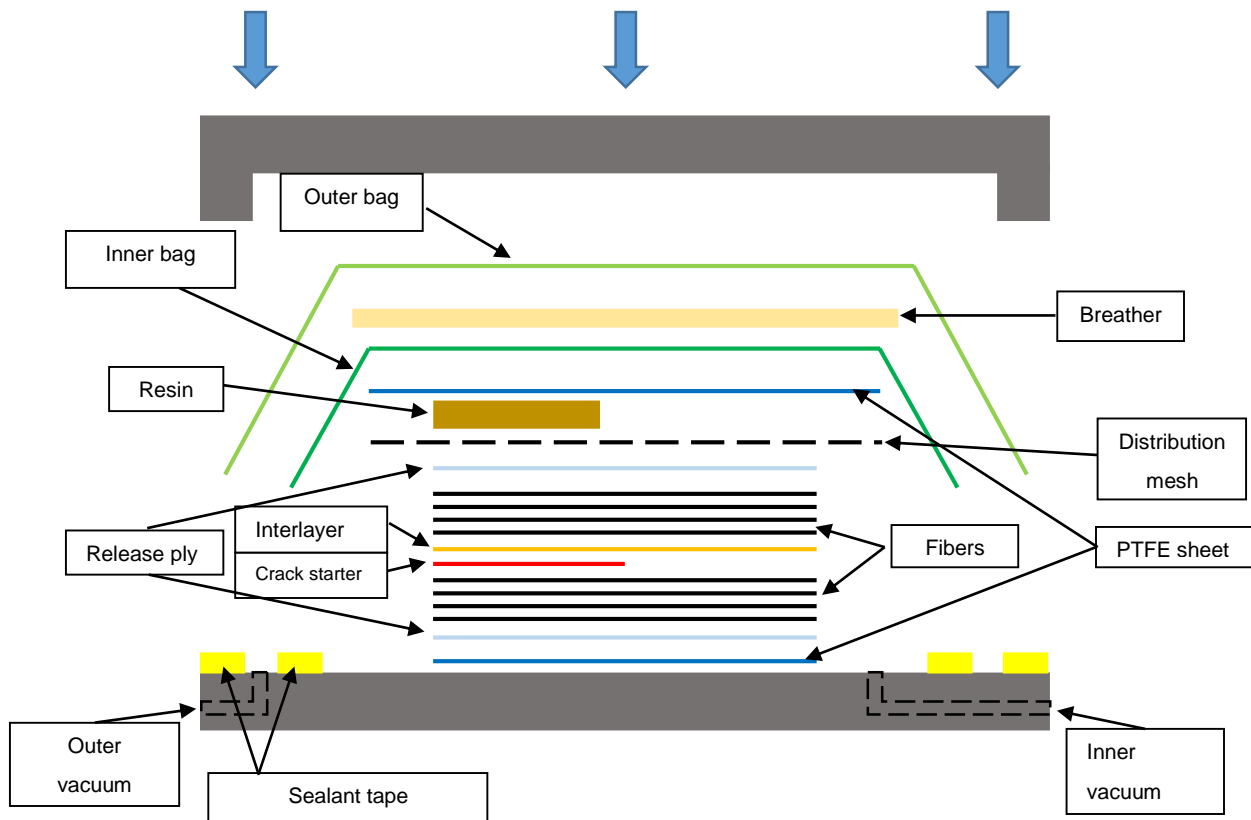 Outer bag
Inner bag
Breather
Resin
Distribution
mesh
Interlayer
Release ply
Fibers
PTFE sheet
Crack starter
Outer
vacuum
Inner
vacuum
Sealant tape